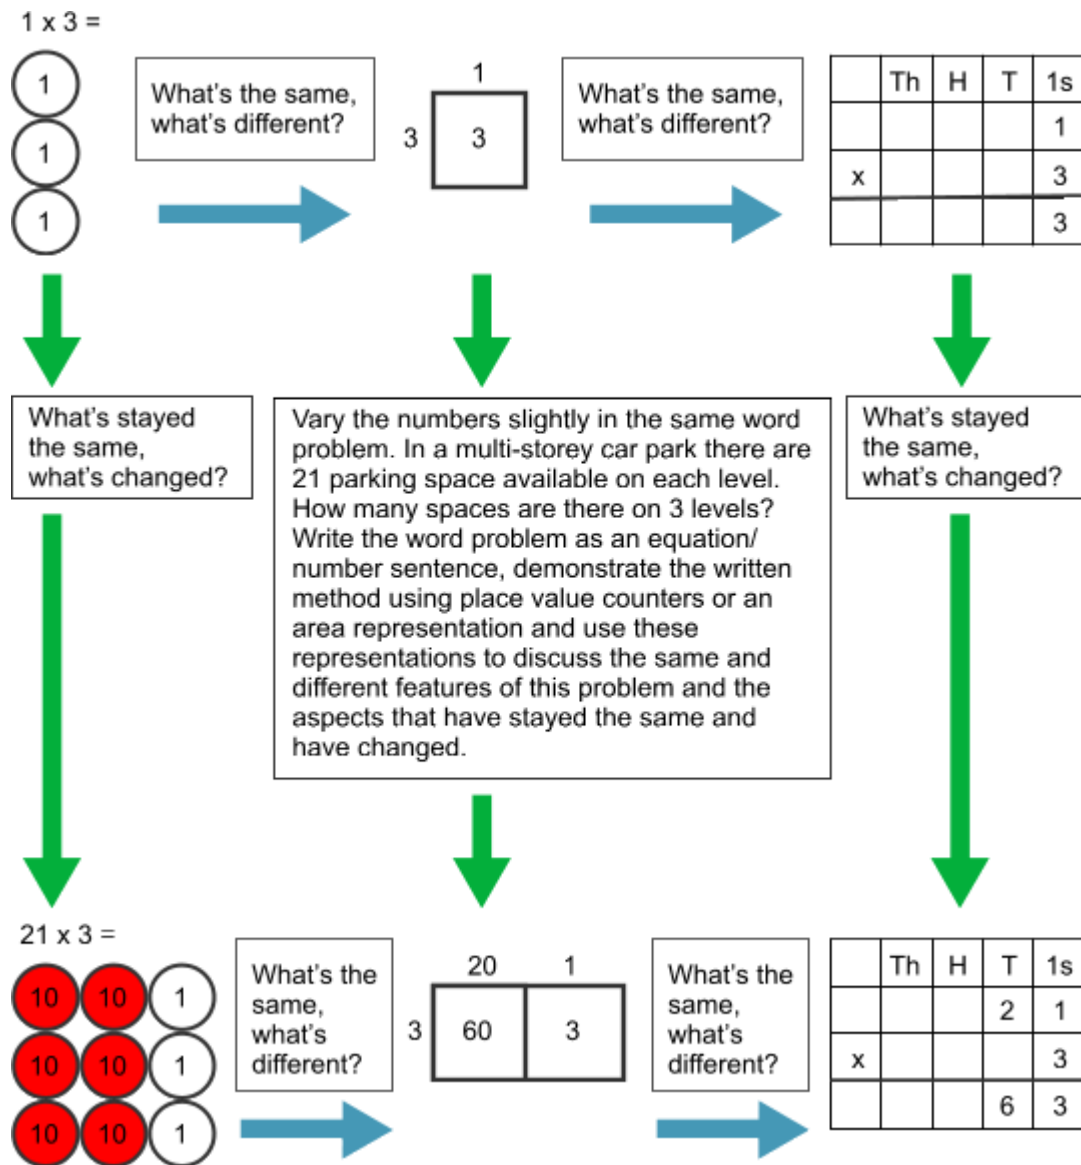 1 x 3 =
1
1
1
What's the same,
what's different?
1
3
3
What's the same,
what's different?
Th H T 1s
1
x 3
3
What's stayed
the same,
what's changed?
Vary the numbers slightly in the same word
problem. In a multi-storey car park there are
21 parking space available on each level.
How many spaces are there on 3 levels?
Write the word problem as an equation/
number sentence, demonstrate the written
method using place value counters or an
area representation and use these
representations to discuss the same and
different features of this problem and the
aspects that have stayed the same and
have changed.
What's stayed
the same,
what's changed?
21 x 3 =
10 10 1
10 10 1
10 10 1
What's the
same,
what's
different?
20 1
3 60 3
What's the
same,
what's
different?
Th H T 1s
2 1
x 3
6 3